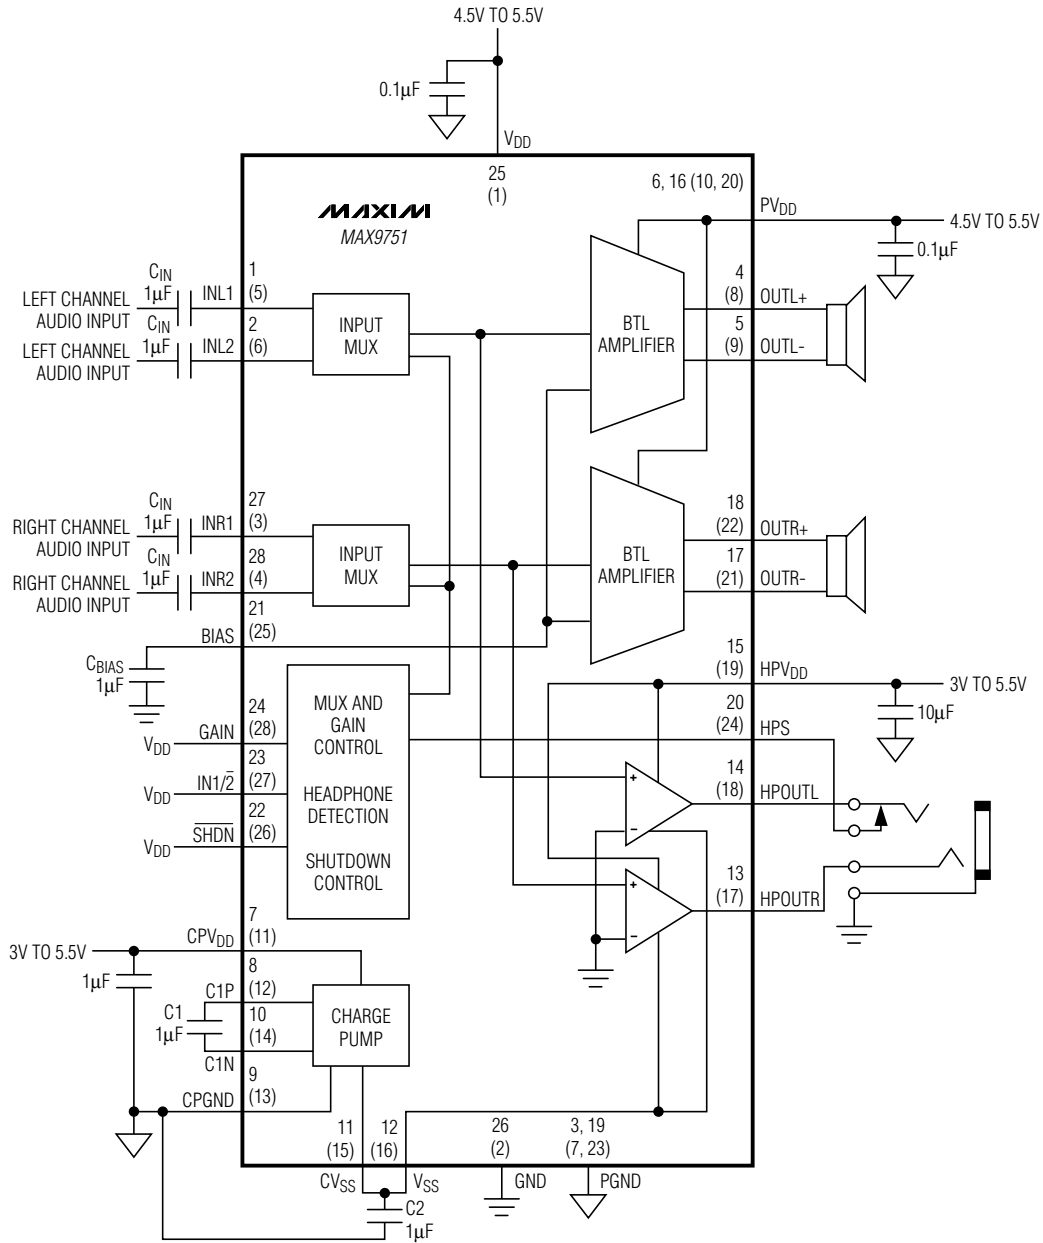 4.5V TO 5.5V
0.1µF
VDD
25
(1)
6, 16 (10, 20)
PVDD
4.5V TO 5.5V
0.1µF
MAXIM
MAX9751
CIN
1µF
LEFT CHANNEL
AUDIO INPUT
INL1
1
(5)
CIN
1µF
LEFT CHANNEL
AUDIO INPUT
INL2
2
(6)
INPUT
MUX
BTL
AMPLIFIER
4
(8)
OUTL+
5
(9)
OUTL-
CIN
1µF
RIGHT CHANNEL
AUDIO INPUT
INR1
27
(3)
CIN
1µF
RIGHT CHANNEL
AUDIO INPUT
INR2
28
(4)
INPUT
MUX
BTL
AMPLIFIER
18
(22)
OUTR+
17
(21)
OUTR-
21
(25)
BIAS
CBIAS
1µF
15
(19)
HPVDD
3V TO 5.5V
10µF
MUX AND
GAIN
CONTROL
HEADPHONE
DETECTION
SHUTDOWN
CONTROL
24
(28)
VDD
GAIN
23
(27)
VDD
IN1/2̅
22
(26)
VDD
S̅H̅D̅N̅
20
(24)
HPS
14
(18)
HPOUTL
+
−
13
(17)
HPOUTR
+
−
7
(11)
CPVDD
3V TO 5.5V
1µF
8
(12)
C1P
C1
1µF
10
(14)
C1N
CHARGE
PUMP
9
(13)
CPGND
11
(15)
12
(16)
26
(2)
3, 19
(7, 23)
CVSS
VSS
GND
PGND
C2
1µF